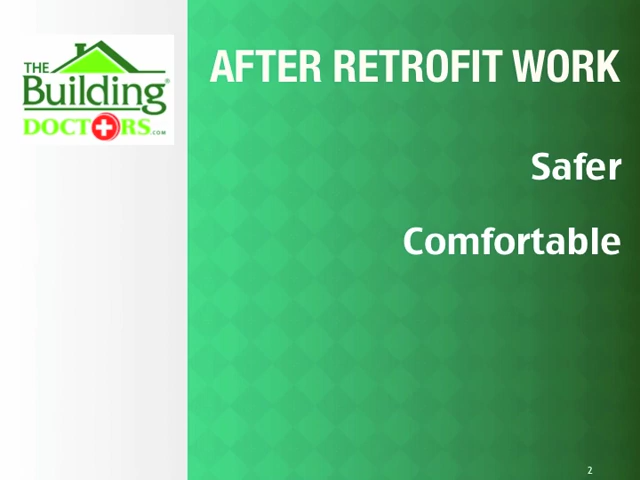 THE
Building®
DOCTORS.COM
AFTER RETROFIT WORK
Safer
Comfortable
2